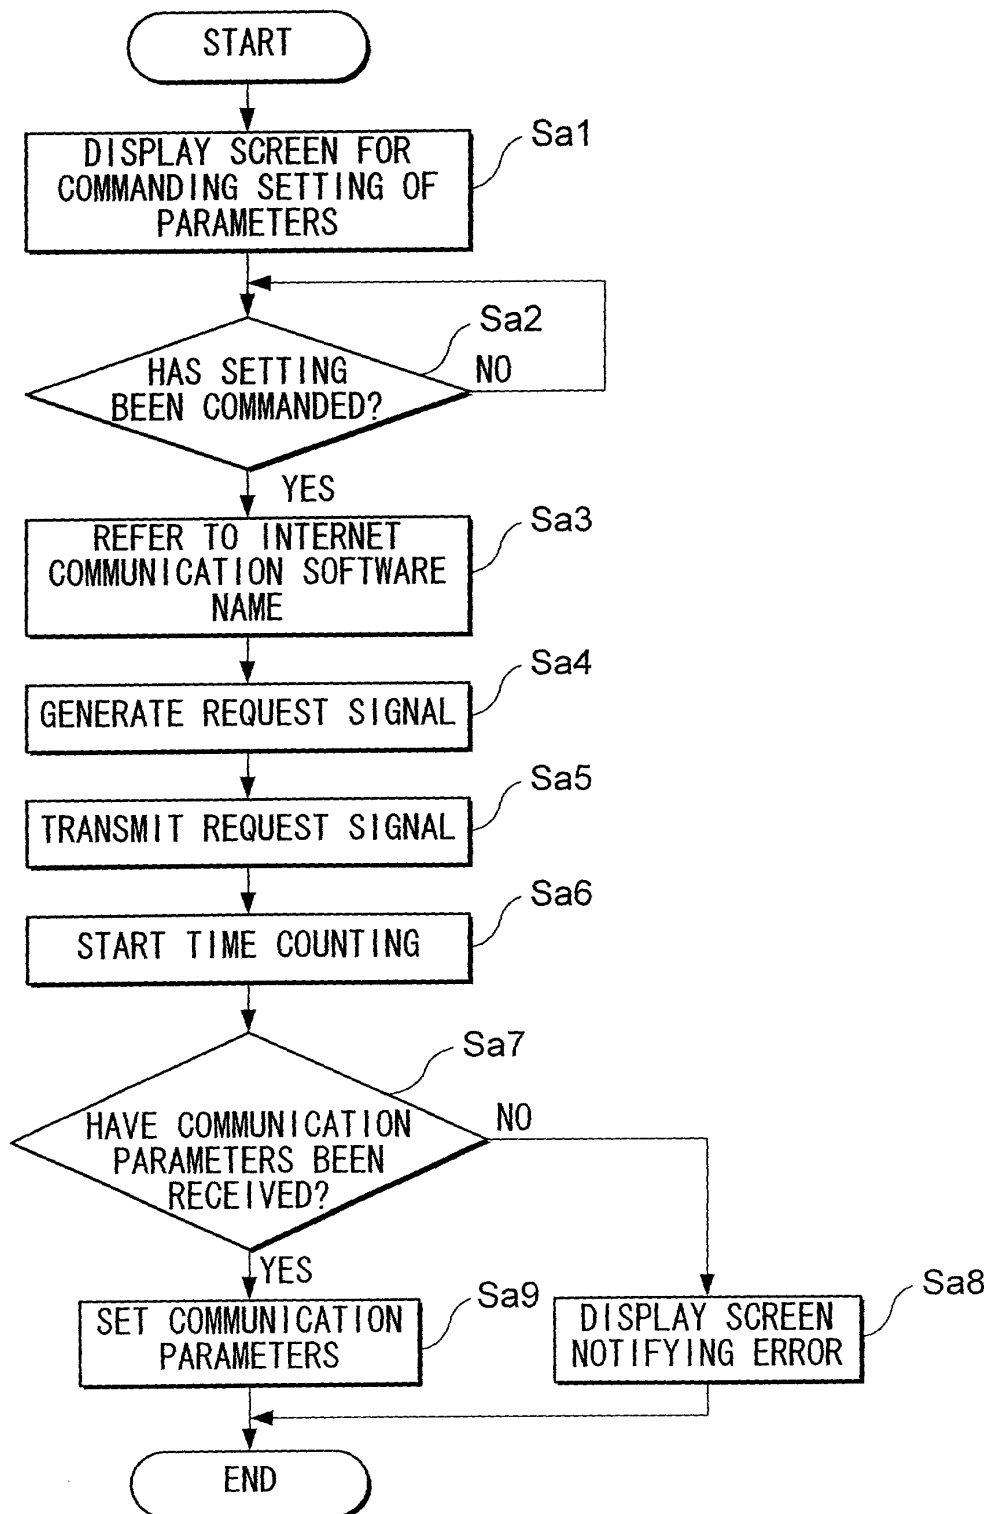 START
Sa1
DISPLAY SCREEN FOR
COMMANDING SETTING OF
PARAMETERS
Sa2
HAS SETTING
BEEN COMMANDED?
NO
YES
Sa3
REFER TO INTERNET
COMMUNICATION SOFTWARE
NAME
Sa4
GENERATE REQUEST SIGNAL
Sa5
TRANSMIT REQUEST SIGNAL
Sa6
START TIME COUNTING
Sa7
HAVE COMMUNICATION
PARAMETERS BEEN
RECEIVED?
NO
YES
Sa9
SET COMMUNICATION
PARAMETERS
Sa8
DISPLAY SCREEN
NOTIFYING ERROR
END